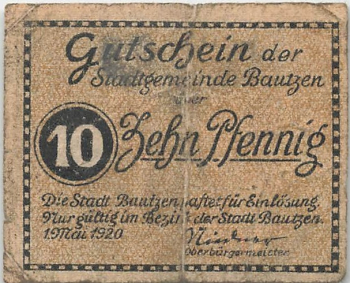 Gutschein der
Stadtgemeinde Bautzen
über
10 Zehn Pfennig
Die Stadt Bautzen haftet für Einlösung.
Nur gültig im Bezirk der Stadt Bautzen.
1 Mai 1920
Oberbürgermeister